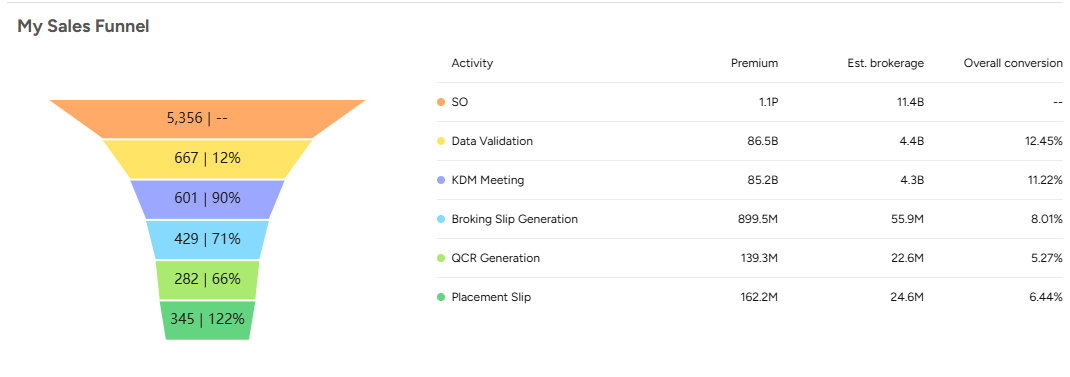 My Sales Funnel
5,356 | --
667 | 12%
601 | 90%
429 | 71%
282 | 66%
345 | 122%
Activity Premium Est. brokerage Overall conversion
SO 1.1P 11.4B --
Data Validation 86.5B 4.4B 12.45%
KDM Meeting 85.2B 4.3B 11.22%
Broking Slip Generation 899.5M 55.9M 8.01%
QCR Generation 139.3M 22.6M 5.27%
Placement Slip 162.2M 24.6M 6.44%